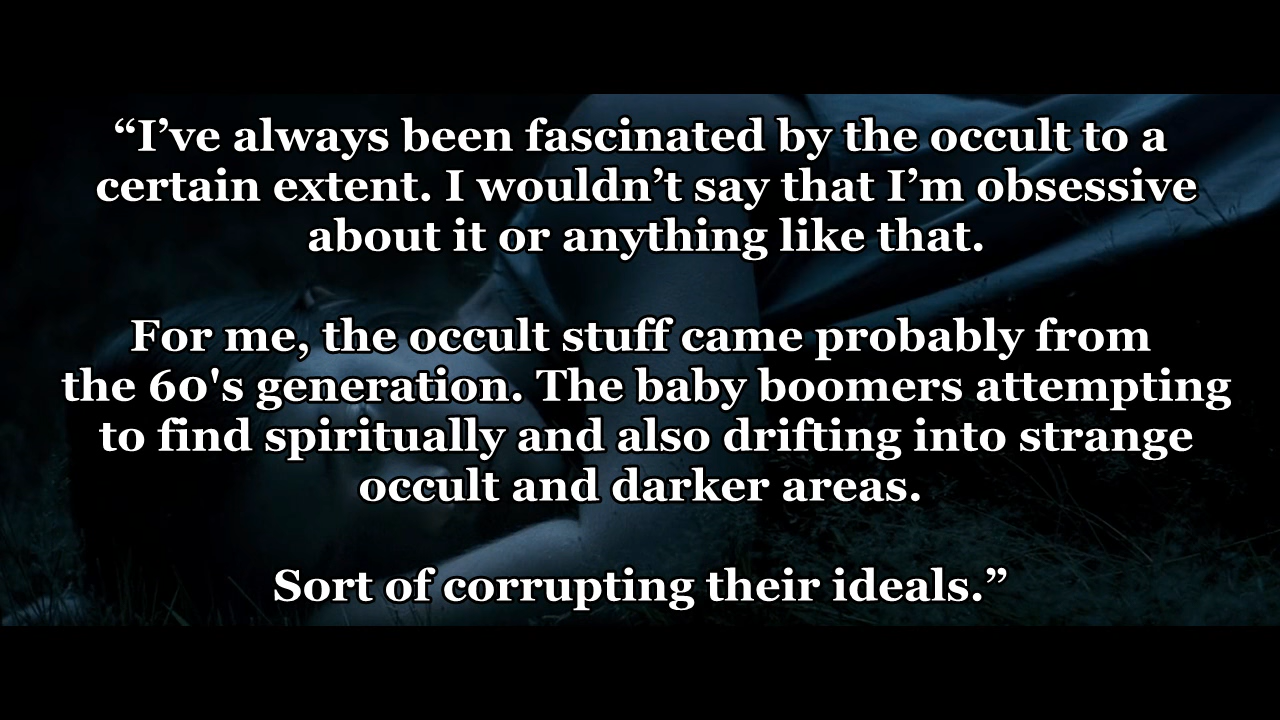 “I’ve always been fascinated by the occult to a
certain extent. I wouldn’t say that I’m obsessive
about it or anything like that.
For me, the occult stuff came probably from
the 60's generation. The baby boomers attempting
to find spiritually and also drifting into strange
occult and darker areas.
Sort of corrupting their ideals.”